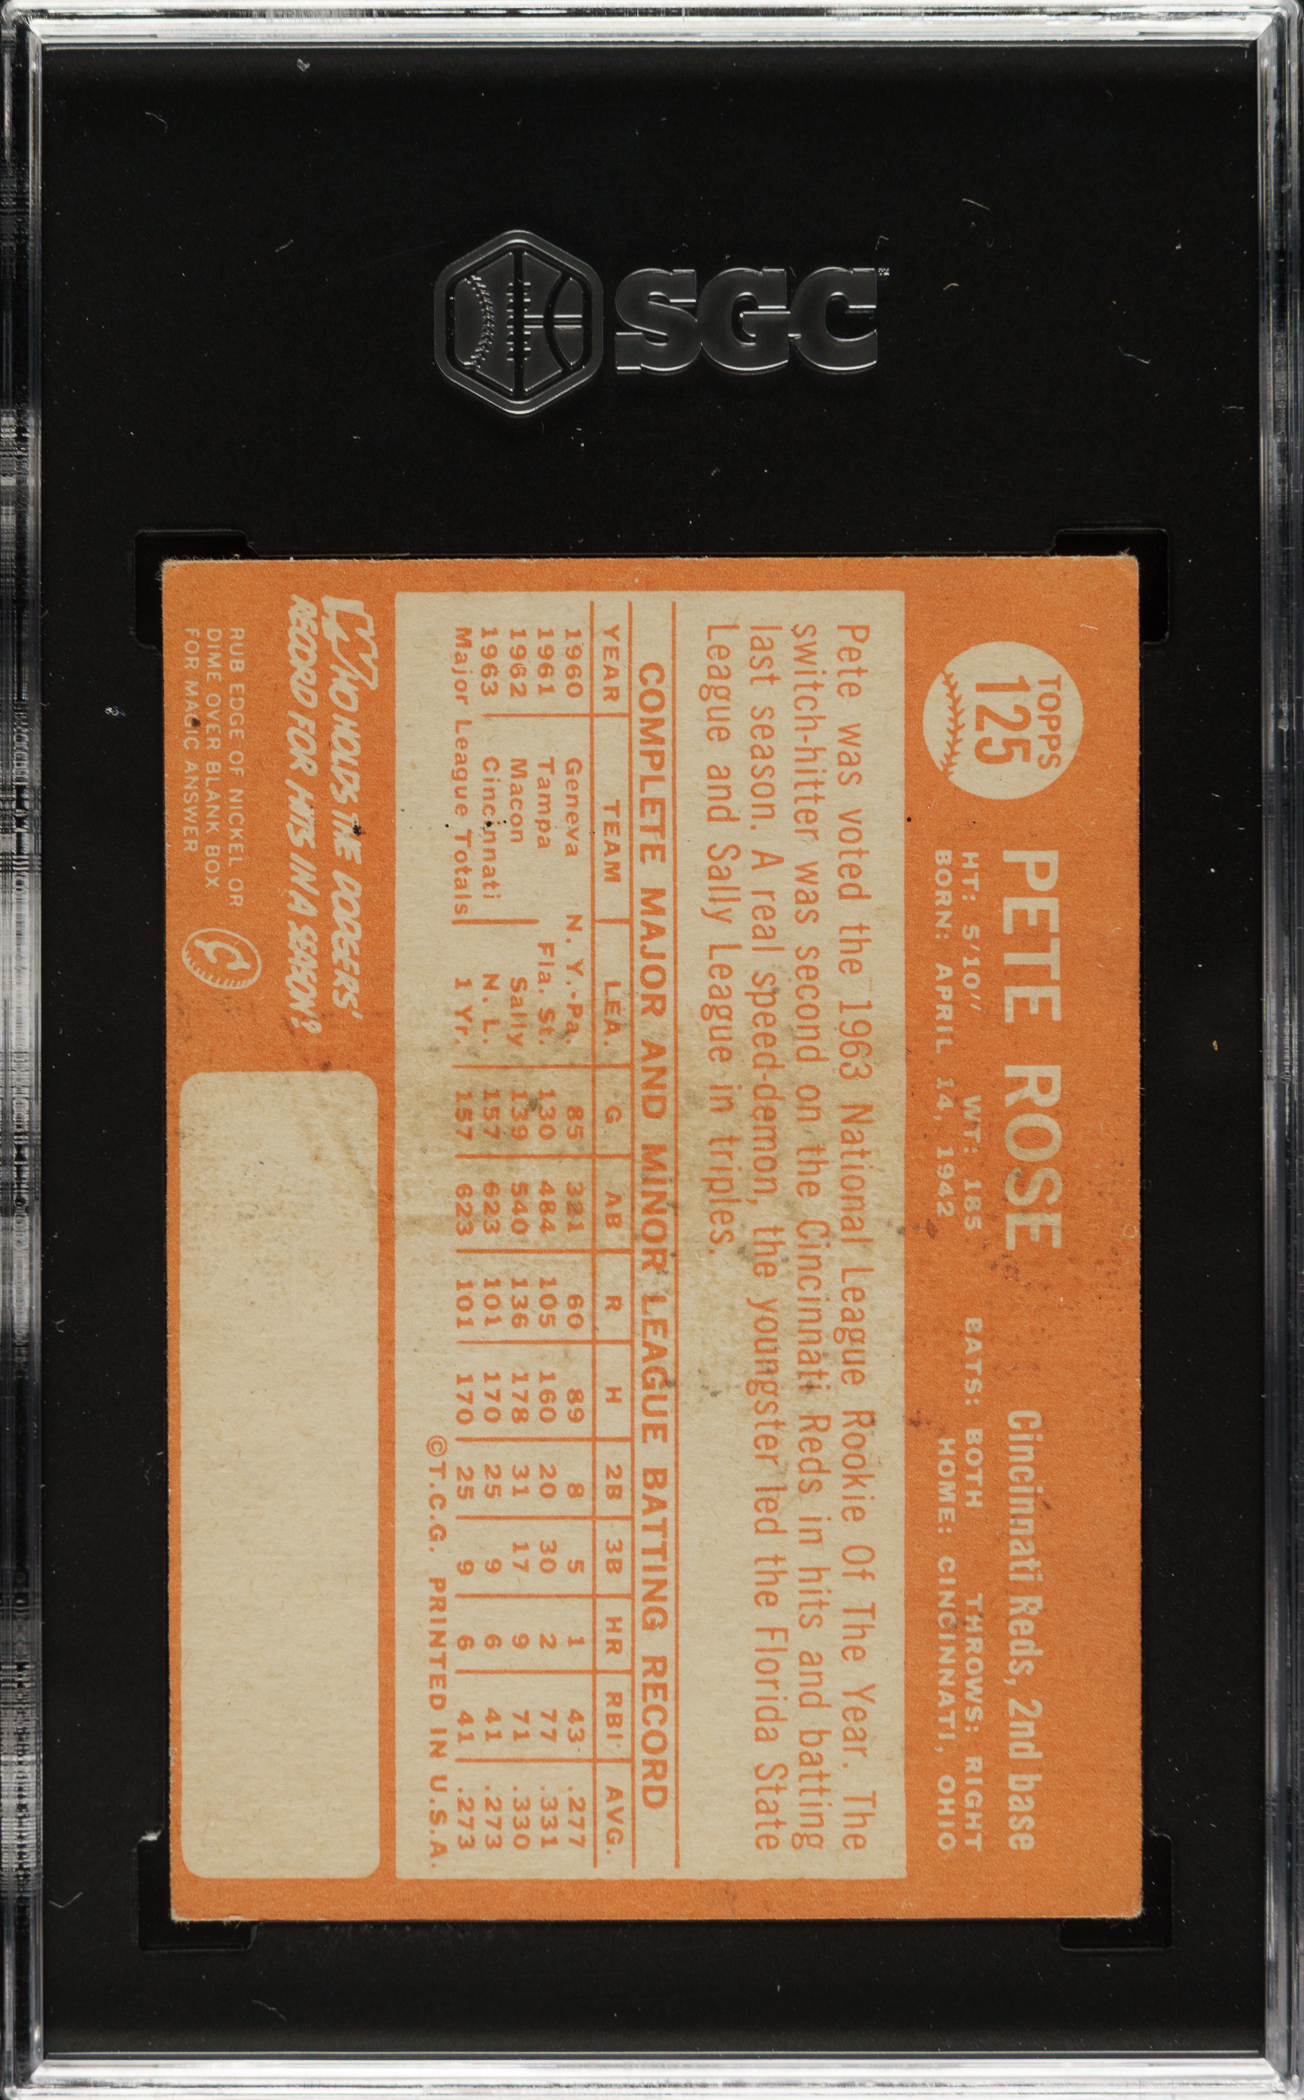 SGC
TOPPS
125
PETE ROSE
Cincinnati Reds, 2nd base
HT: 5'10" WT: 185 BATS: BOTH THROWS: RIGHT
BORN: APRIL 14, 1942 HOME: CINCINNATI, OHIO
Pete was voted the 1963 National League Rookie Of The Year. The
switch-hitter was second on the Cincinnati Reds in hits and batting
last season. A real speed-demon, the youngster led the Florida State
League and Sally League in triples.
COMPLETE MAJOR AND MINOR LEAGUE BATTING RECORD
YEAR TEAM LEA. G AB R H 2B 3B HR RBI AVG.
1960 Geneva N. Y.-Pa. 85 321 60 89 8 5 1 43 .277
1961 Tampa Fla. St. 130 484 105 160 20 30 2 77 .331
1962 Macon Sally 139 540 136 178 31 17 9 71 .330
1963 Cincinnati N. L. 157 623 101 170 25 9 6 41 .273
Major League Totals 1 Yr. 157 623 101 170 25 9 6 41 .273
©T.C.G. PRINTED IN U.S.A.
WHO HOLDS THE DODGERS'
RECORD FOR HITS IN A SEASON?
RUB EDGE OF NICKEL OR
DIME OVER BLANK BOX
FOR MAGIC ANSWER